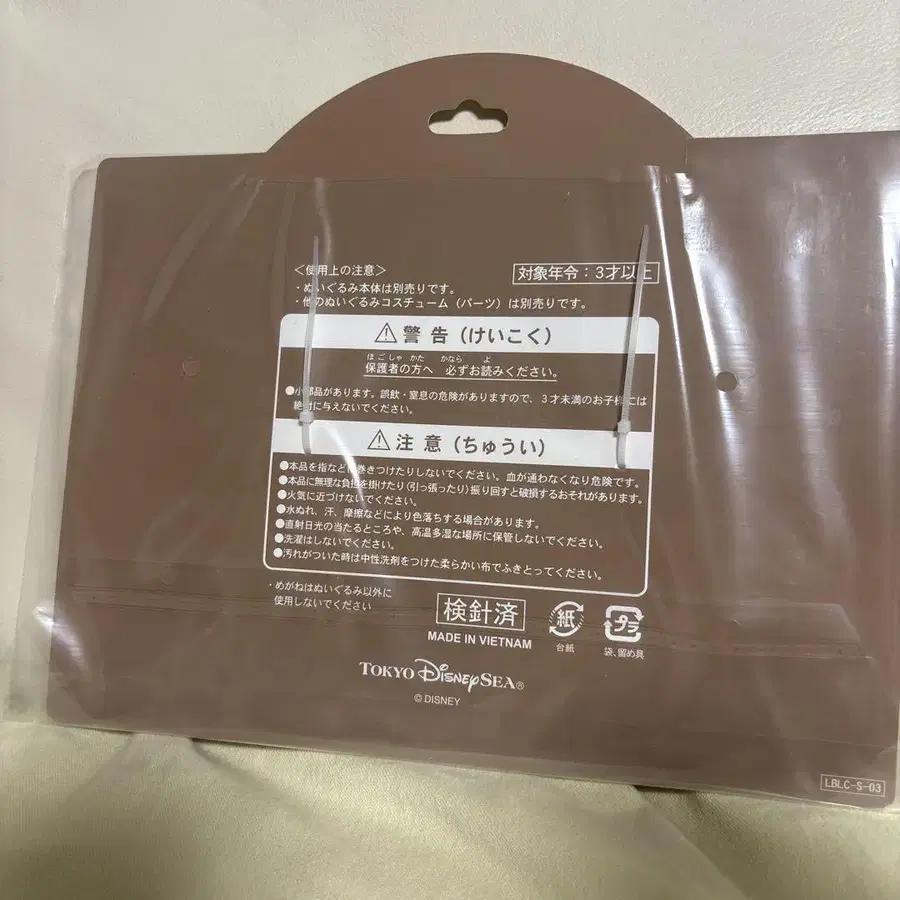 ＜使用上の注意＞
対象年令：3才以上
・ぬいぐるみ本体は別売りです。
・他のぬいぐるみコスチューム（パーツ）は別売りです。
⚠警告（けいこく）
ほごしゃ かた かなら よ
保護者の方へ 必ずお読みください。
●小部品があります。誤飲・窒息の危険がありますので、3才未満のお子様には
絶対に与えないでください。
⚠注意（ちゅうい）
●本品を指などに巻きつけたりしないでください。血が通わなくなり危険です。
●本品に無理な負担を掛けたり（引っ張ったり）振り回すと破損するおそれがあります。
●火気に近づけないでください。
●水ぬれ、汗、摩擦などにより色落ちする場合があります。
●直射日光の当たるところや、高温多湿な場所に保管しないでください。
●洗濯はしないでください。
●汚れがついた時は中性洗剤をつけた柔らかい布でふきとってください。
・めがねはぬいぐるみ以外に
使用しないでください
検針済
MADE IN VIETNAM
紙
台紙
プラ
袋、留め具
TOKYO DISNEYSEA®
© DISNEY
LBLC-S-03